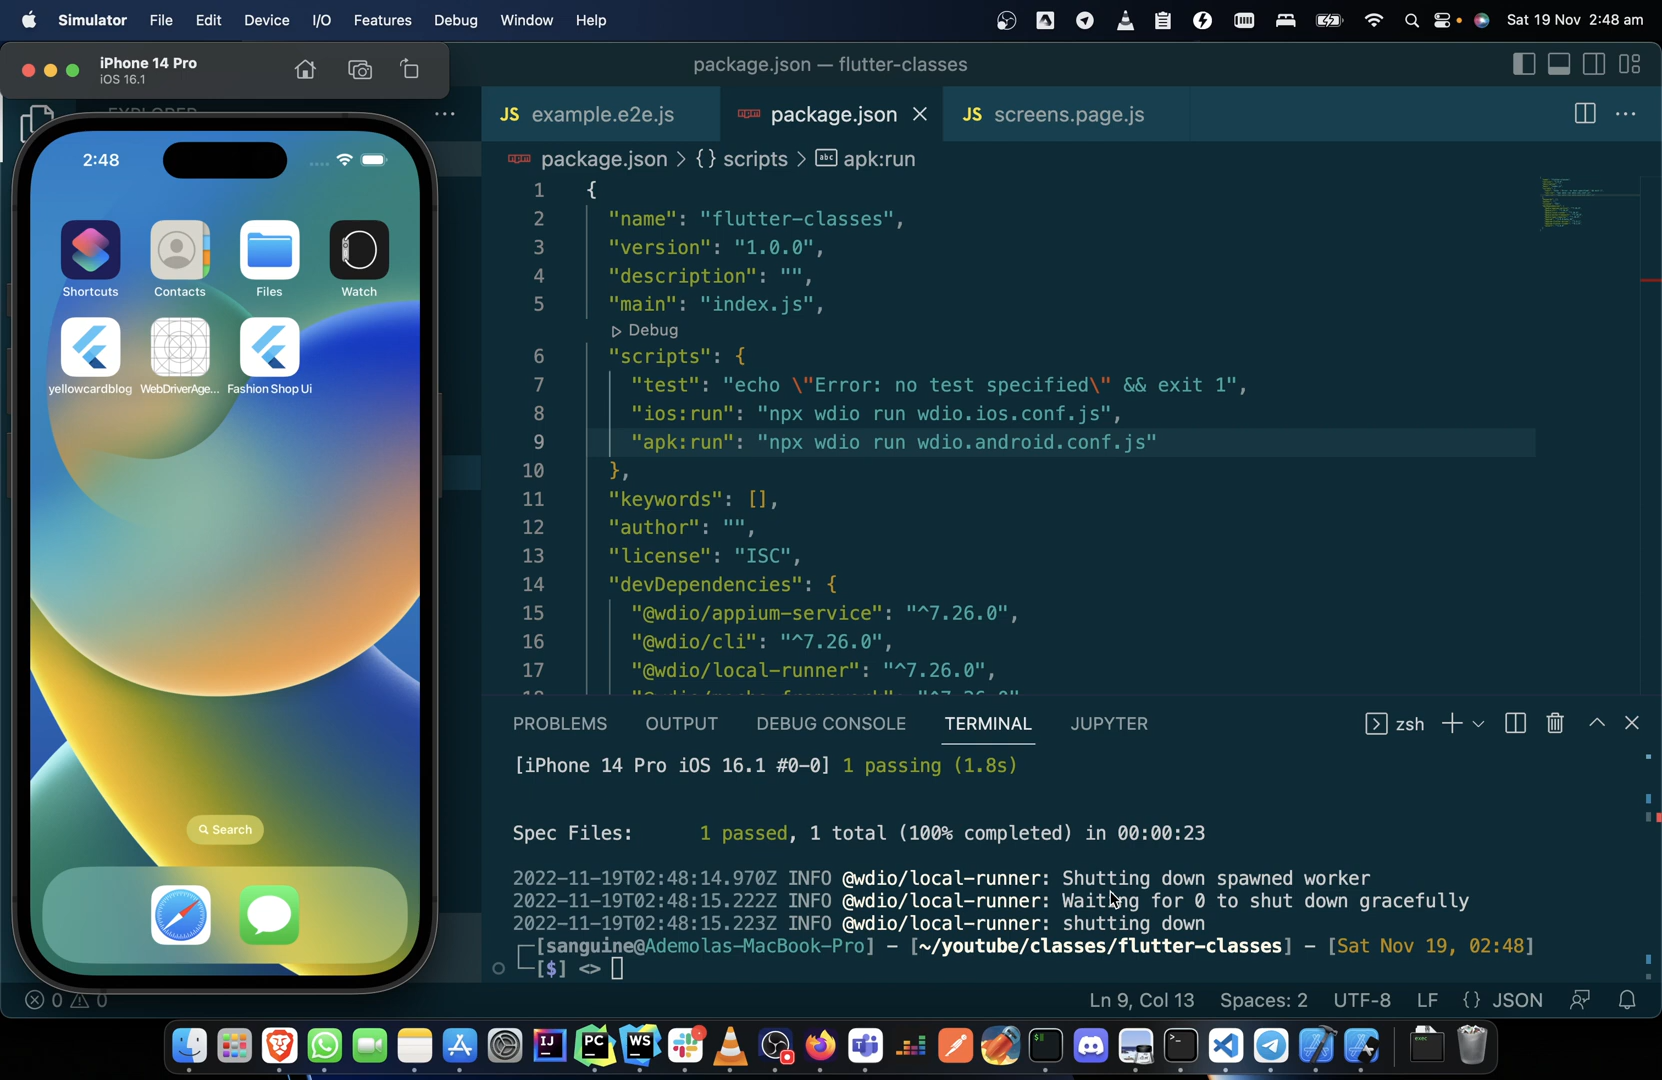 Simulator File Edit Device I/O Features Debug Window Help
Sat 19 Nov 2:48 am
iPhone 14 Pro
iOS 16.1
package.json — flutter-classes
EXPLORER
JS example.e2e.js
package.json
JS screens.page.js
package.json > {} scripts > abc apk:run
2:48
Shortcuts Contacts Files Watch
yellowcardblog WebDriverAge... Fashion Shop Ui
Search
1 {
2 "name": "flutter-classes",
3 "version": "1.0.0",
4 "description": "",
5 "main": "index.js",
Debug
6 "scripts": {
7 "test": "echo \"Error: no test specified\" && exit 1",
8 "ios:run": "npx wdio run wdio.ios.conf.js",
9 "apk:run": "npx wdio run wdio.android.conf.js"
10 },
11 "keywords": [],
12 "author": "",
13 "license": "ISC",
14 "devDependencies": {
15 "@wdio/appium-service": "^7.26.0",
16 "@wdio/cli": "^7.26.0",
17 "@wdio/local-runner": "^7.26.0",
PROBLEMS OUTPUT DEBUG CONSOLE TERMINAL JUPYTER
zsh
[iPhone 14 Pro iOS 16.1 #0-0] 1 passing (1.8s)
Spec Files: 1 passed, 1 total (100% completed) in 00:00:23
2022-11-19T02:48:14.970Z INFO @wdio/local-runner: Shutting down spawned worker
2022-11-19T02:48:15.222Z INFO @wdio/local-runner: Waiting for 0 to shut down gracefully
2022-11-19T02:48:15.223Z INFO @wdio/local-runner: shutting down
[sanguine@Ademolas-MacBook-Pro] - [~/youtube/classes/flutter-classes] - [Sat Nov 19, 02:48]
[$] <>
0 0
Ln 9, Col 13 Spaces: 2 UTF-8 LF {} JSON
IJ PC WS
exec